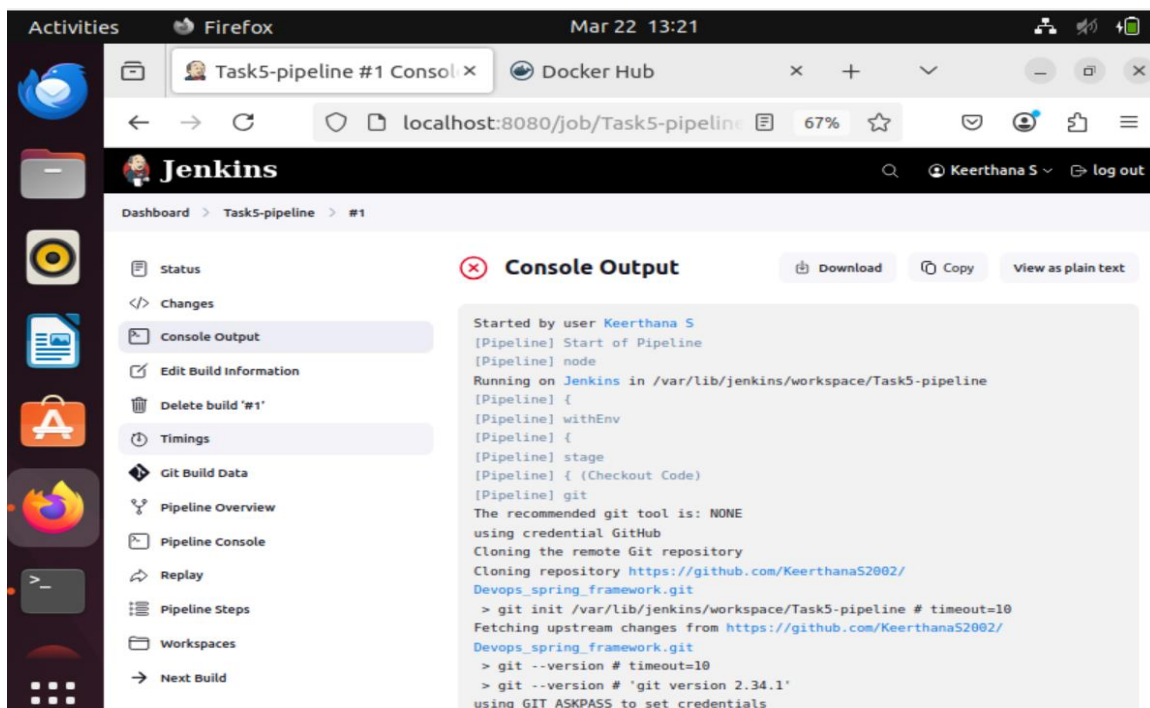 Activities Firefox Mar 22 13:21
Task5-pipeline #1 Consol Docker Hub
localhost:8080/job/Task5-pipeline 67%
Jenkins Keerthana S log out
Dashboard > Task5-pipeline > #1
Status
Changes
Console Output
Edit Build Information
Delete build '#1'
Timings
Git Build Data
Pipeline Overview
Pipeline Console
Replay
Pipeline Steps
Workspaces
Next Build
Console Output Download Copy View as plain text
Started by user Keerthana S
[Pipeline] Start of Pipeline
[Pipeline] node
Running on Jenkins in /var/lib/jenkins/workspace/Task5-pipeline
[Pipeline] {
[Pipeline] withEnv
[Pipeline] {
[Pipeline] stage
[Pipeline] { (Checkout Code)
[Pipeline] git
The recommended git tool is: NONE
using credential GitHub
Cloning the remote Git repository
Cloning repository https://github.com/KeerthanaS2002/
Devops_spring_framework.git
> git init /var/lib/jenkins/workspace/Task5-pipeline # timeout=10
Fetching upstream changes from https://github.com/KeerthanaS2002/
Devops_spring_framework.git
> git --version # timeout=10
> git --version # 'git version 2.34.1'
using GIT_ASKPASS to set credentials